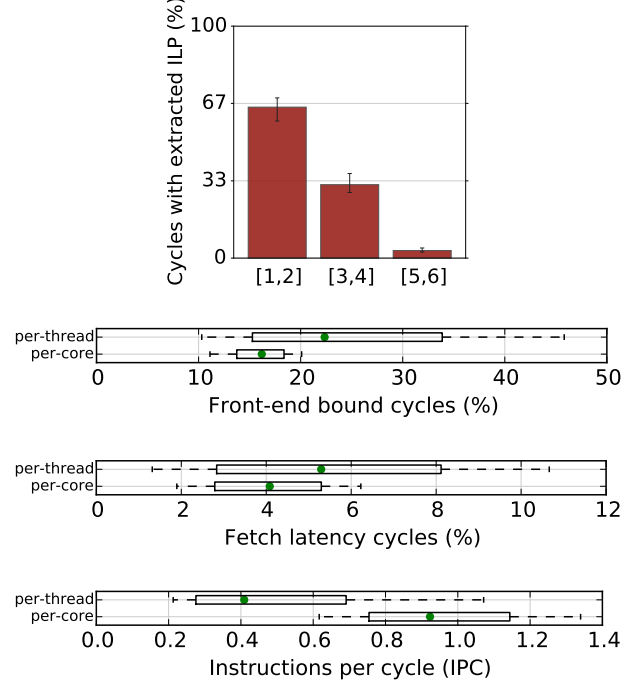 Cycles with extracted ILP (%)
100
67
33
0
[1,2] [3,4] [5,6]
per-thread
per-core
0 10 20 30 40 50
Front-end bound cycles (%)
per-thread
per-core
0 2 4 6 8 10 12
Fetch latency cycles (%)
per-thread
per-core
0.0 0.2 0.4 0.6 0.8 1.0 1.2 1.4
Instructions per cycle (IPC)